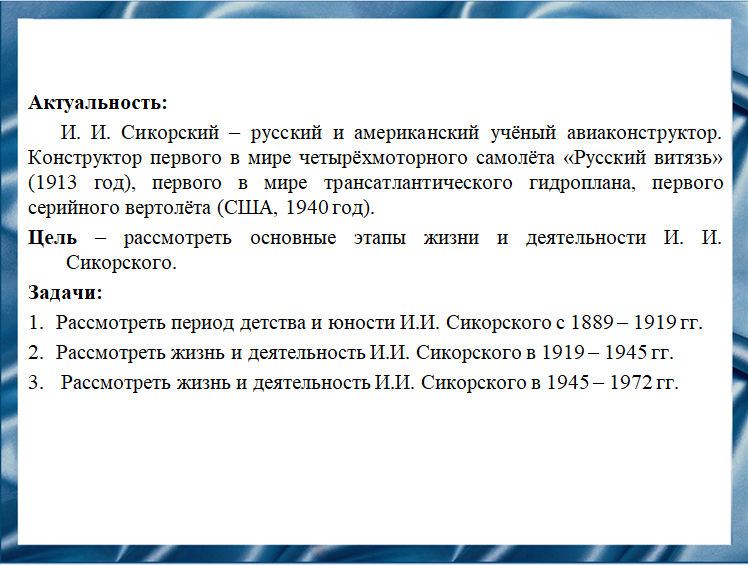 Актуальность:
И. И. Сикорский – русский и американский учёный авиаконструктор.
Конструктор первого в мире четырёхмоторного самолёта «Русский витязь»
(1913 год), первого в мире трансатлантического гидроплана, первого
серийного вертолёта (США, 1940 год).
Цель – рассмотреть основные этапы жизни и деятельности И. И.
Сикорского.
Задачи:
1. Рассмотреть период детства и юности И.И. Сикорского с 1889 – 1919 гг.
2. Рассмотреть жизнь и деятельность И.И. Сикорского в 1919 – 1945 гг.
3. Рассмотреть жизнь и деятельность И.И. Сикорского в 1945 – 1972 гг.